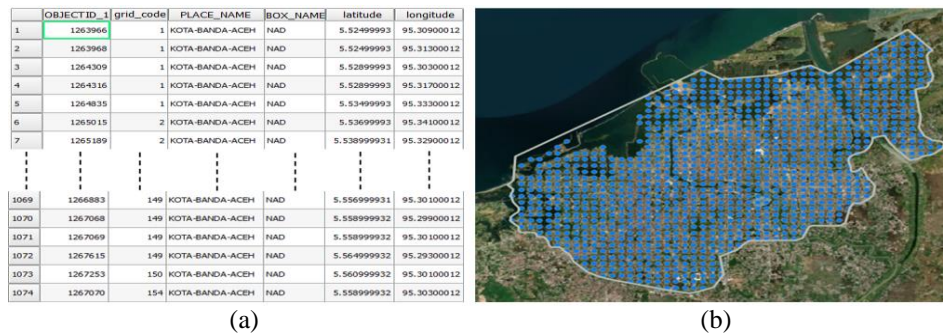 OBJECTID_1 grid_code PLACE_NAME BOX_NAME latitude longitude
1 1263966 1 KOTA-BANDA-ACEH NAD 5.52499993 95.30900012
2 1263968 1 KOTA-BANDA-ACEH NAD 5.52499993 95.31300012
3 1264309 1 KOTA-BANDA-ACEH NAD 5.52899993 95.30300012
4 1264316 1 KOTA-BANDA-ACEH NAD 5.52899993 95.31700012
5 1264835 1 KOTA-BANDA-ACEH NAD 5.53499993 95.33300012
6 1265015 2 KOTA-BANDA-ACEH NAD 5.53699993 95.34100012
7 1265189 2 KOTA-BANDA-ACEH NAD 5.538999931 95.32900012
1069 1266883 149 KOTA-BANDA-ACEH NAD 5.556999931 95.30100012
1070 1267068 149 KOTA-BANDA-ACEH NAD 5.558999932 95.29900012
1071 1267069 149 KOTA-BANDA-ACEH NAD 5.558999932 95.30100012
1072 1267615 149 KOTA-BANDA-ACEH NAD 5.564999932 95.29300012
1073 1267253 150 KOTA-BANDA-ACEH NAD 5.560999932 95.30100012
1074 1267070 154 KOTA-BANDA-ACEH NAD 5.558999932 95.30300012
(a) (b)